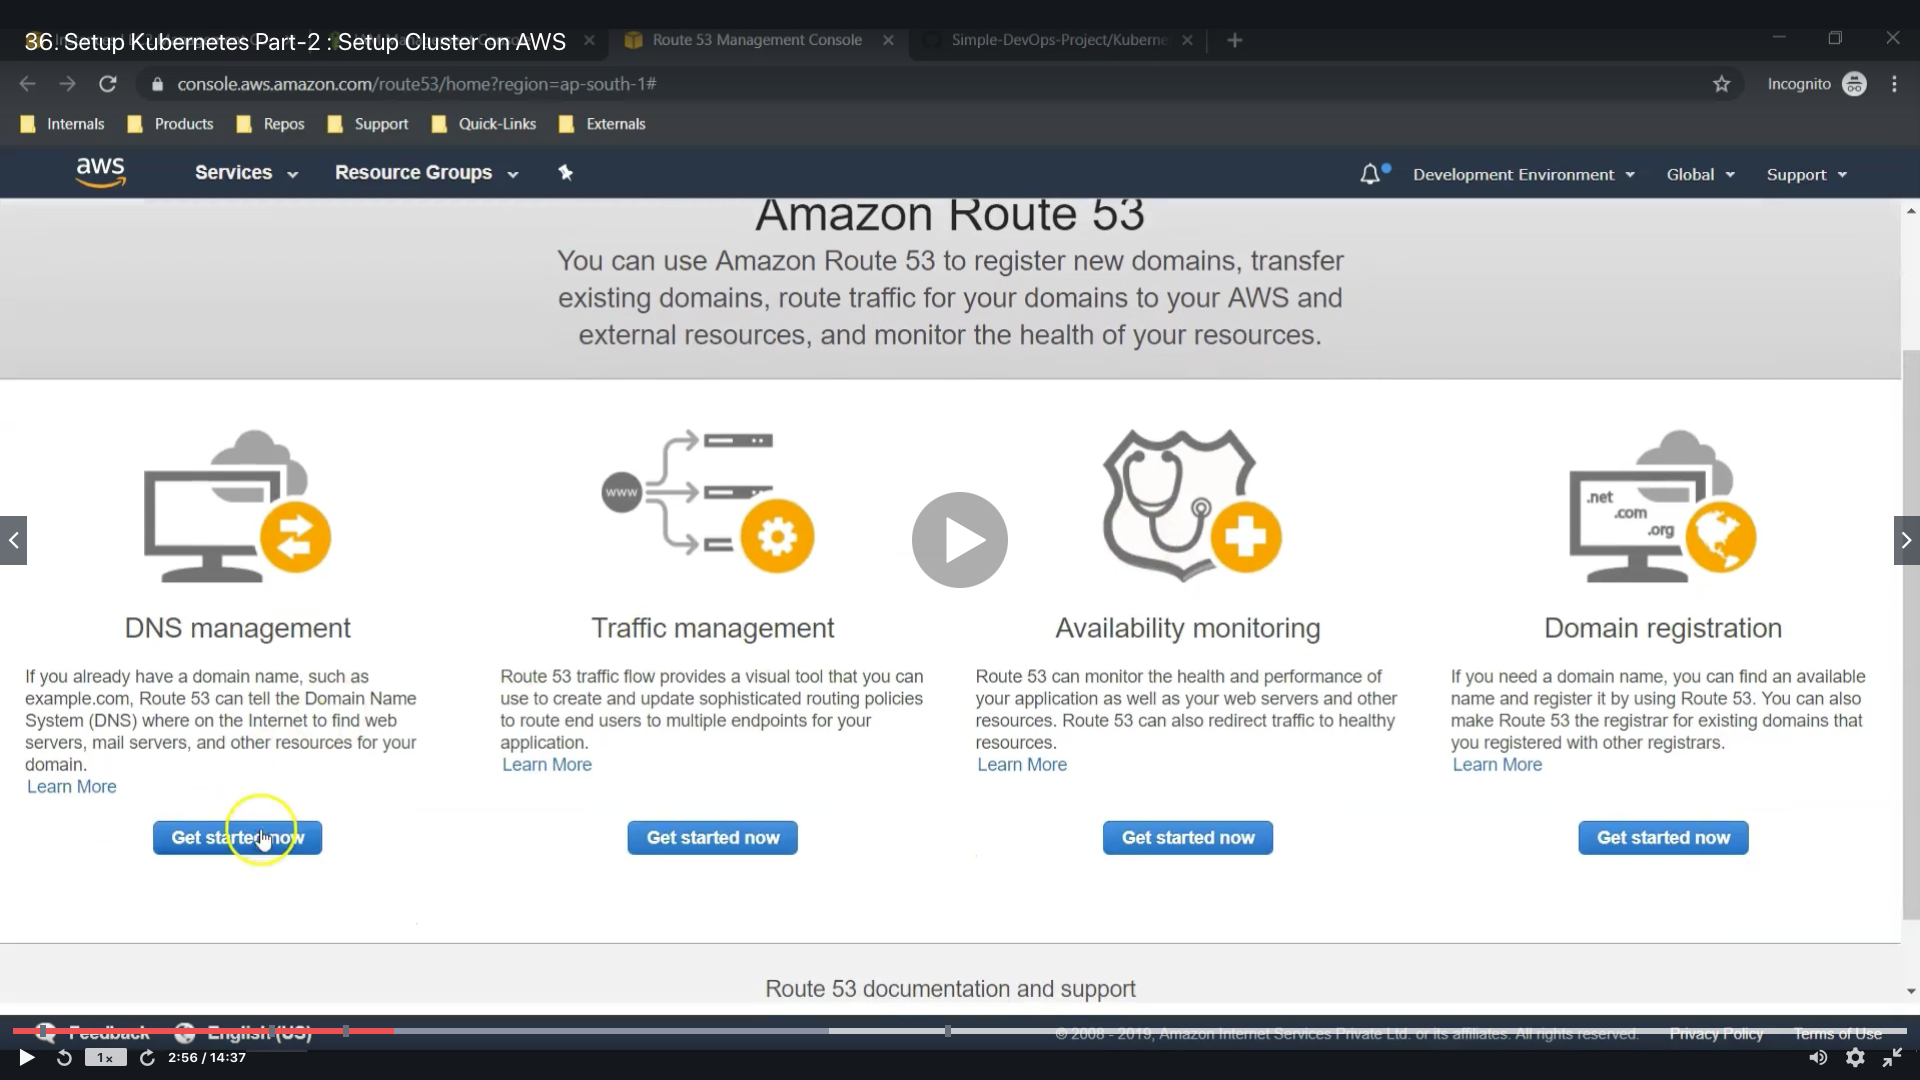 36. Setup Kubernetes Part-2 : Setup Cluster on AWS
Route 53 Management Console
Simple-DevOps-Project/Kuberne
console.aws.amazon.com/route53/home?region=ap-south-1#
Incognito
Internals
Products
Repos
Support
Quick-Links
Externals
aws
Services
Resource Groups
Development Environment
Global
Support
Amazon Route 53
You can use Amazon Route 53 to register new domains, transfer
existing domains, route traffic for your domains to your AWS and
external resources, and monitor the health of your resources.
www
.net
.com
.org
DNS management
If you already have a domain name, such as
example.com, Route 53 can tell the Domain Name
System (DNS) where on the Internet to find web
servers, mail servers, and other resources for your
domain.
Learn More
Get started now
Traffic management
Route 53 traffic flow provides a visual tool that you can
use to create and update sophisticated routing policies
to route end users to multiple endpoints for your
application.
Learn More
Get started now
Availability monitoring
Route 53 can monitor the health and performance of
your application as well as your web servers and other
resources. Route 53 can also redirect traffic to healthy
resources.
Learn More
Get started now
Domain registration
If you need a domain name, you can find an available
name and register it by using Route 53. You can also
make Route 53 the registrar for existing domains that
you registered with other registrars.
Learn More
Get started now
Route 53 documentation and support
Feedback
English (US)
© 2008 - 2019, Amazon Internet Services Private Ltd. or its affiliates. All rights reserved.
Privacy Policy
Terms of Use
1x
2:56 / 14:37